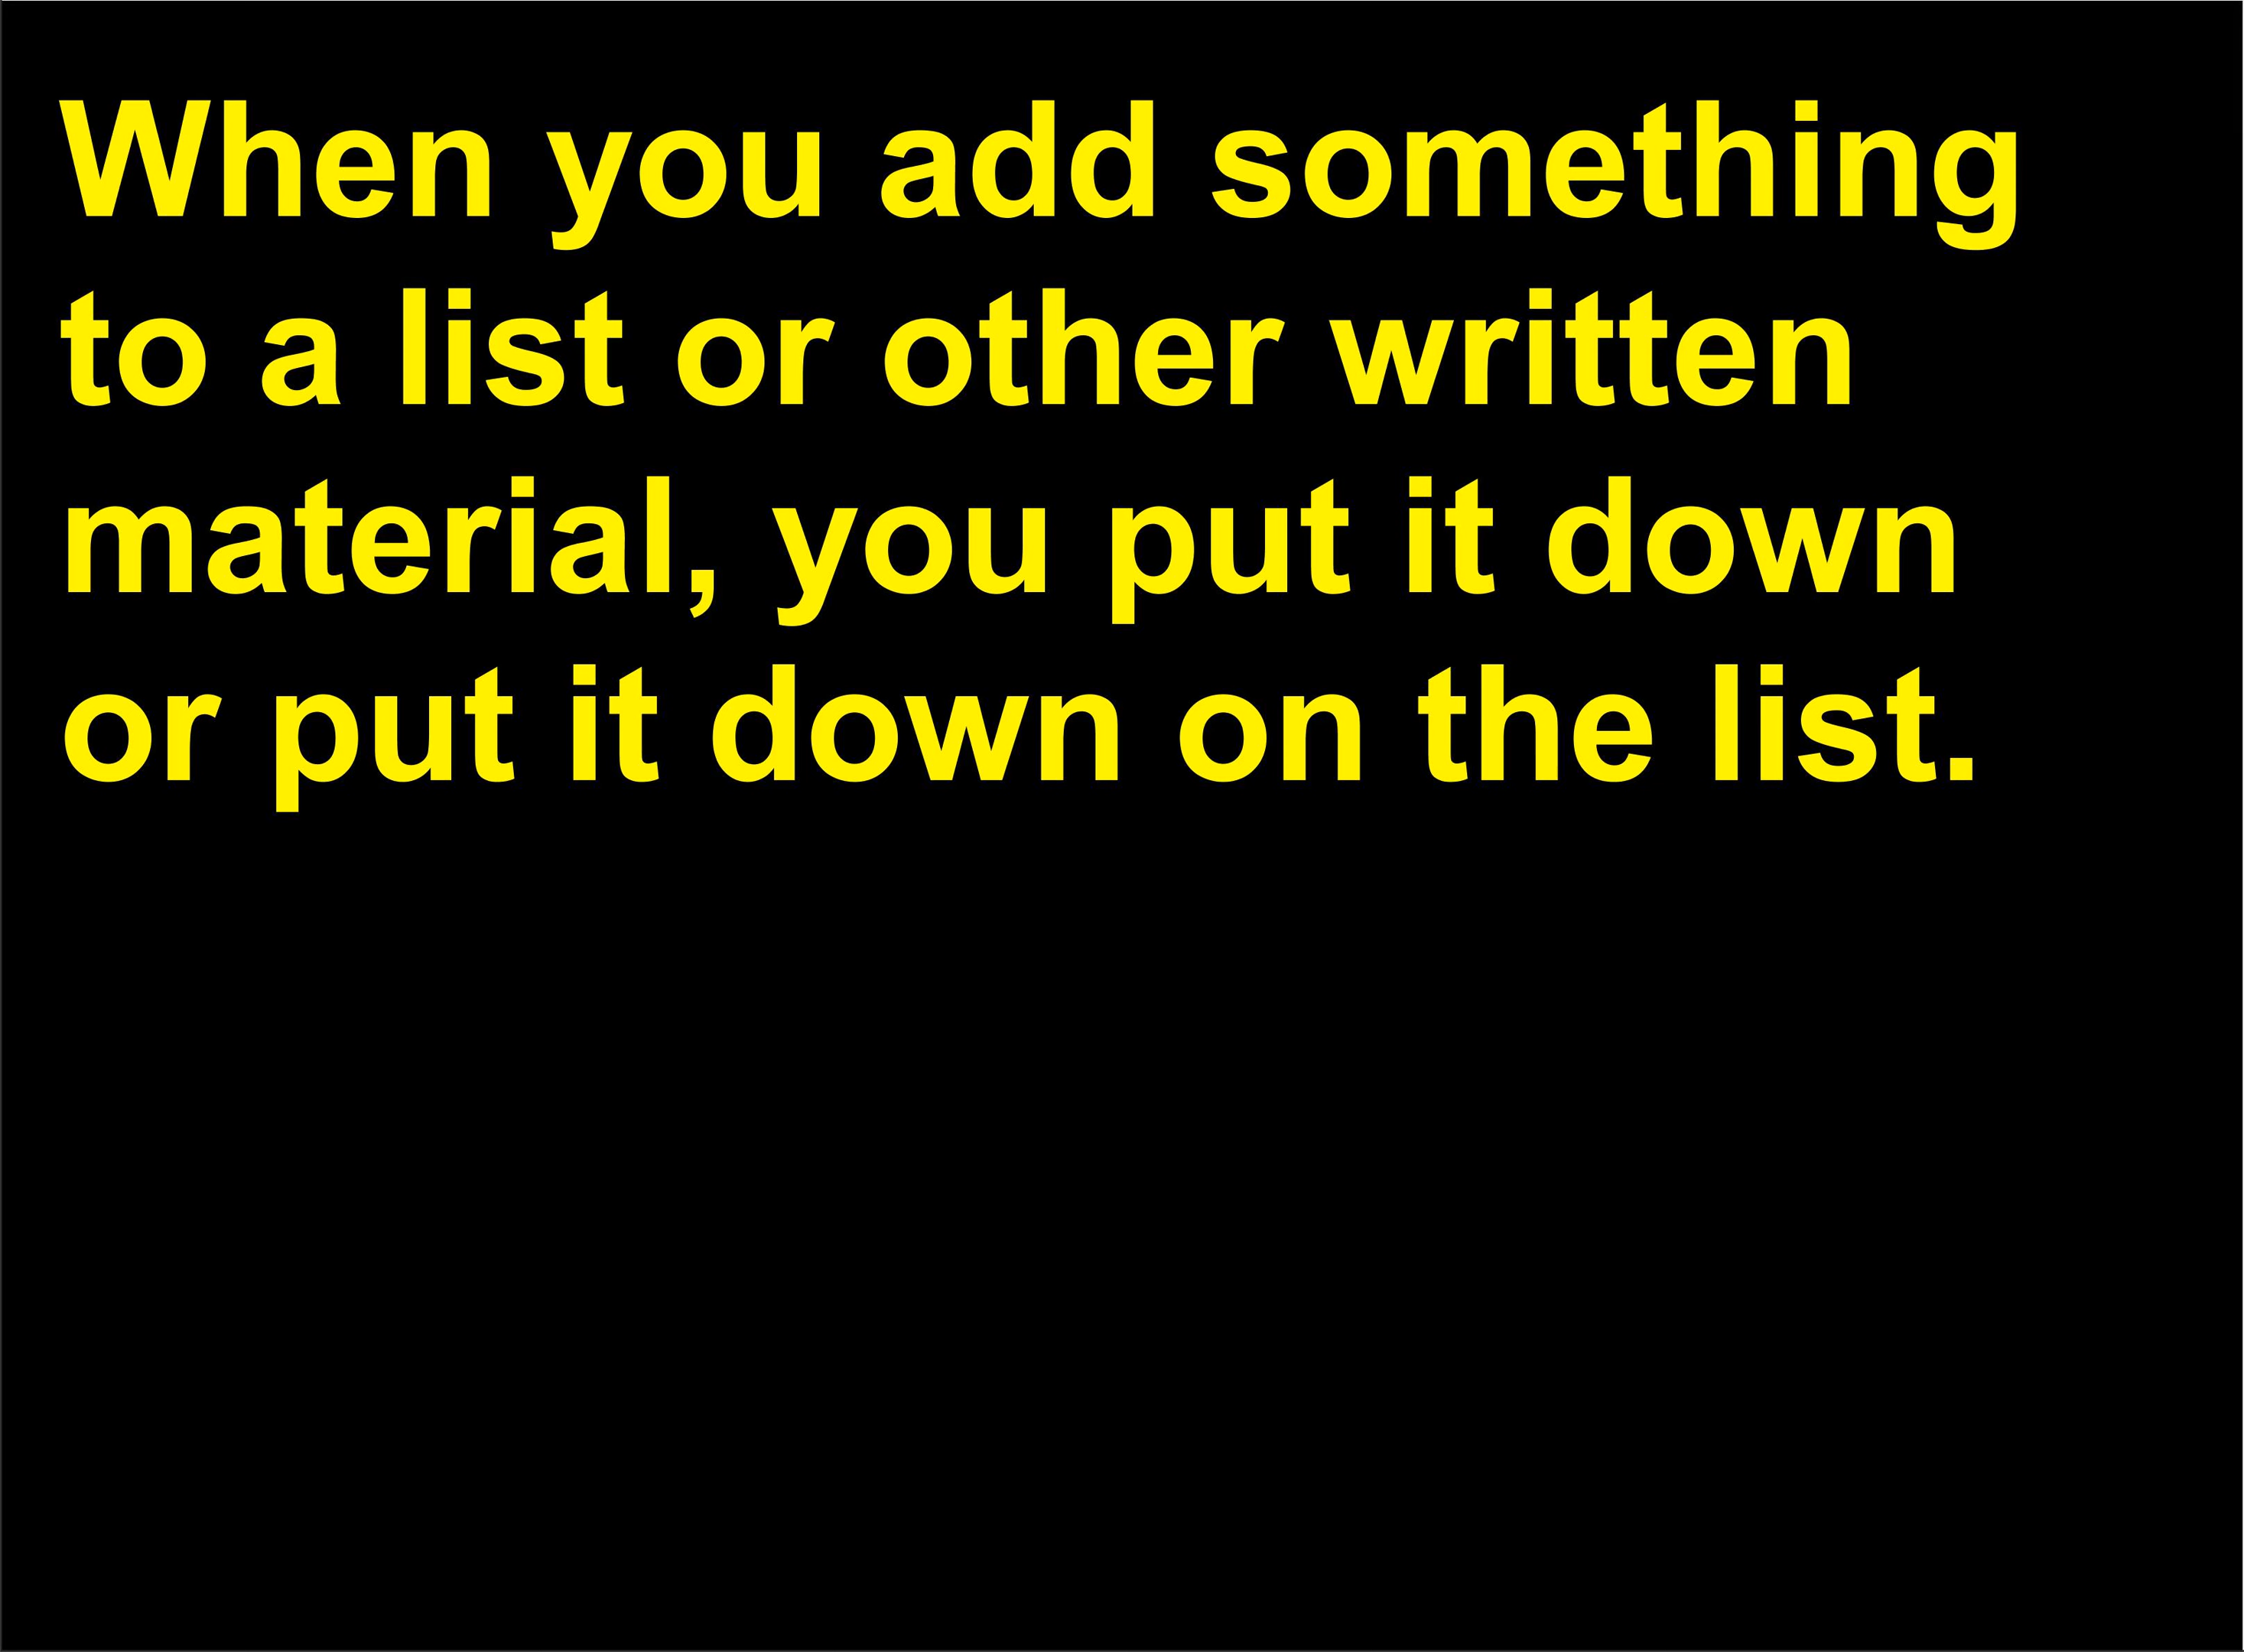 When you add something
to a list or other written
material, you put it down
or put it down on the list.